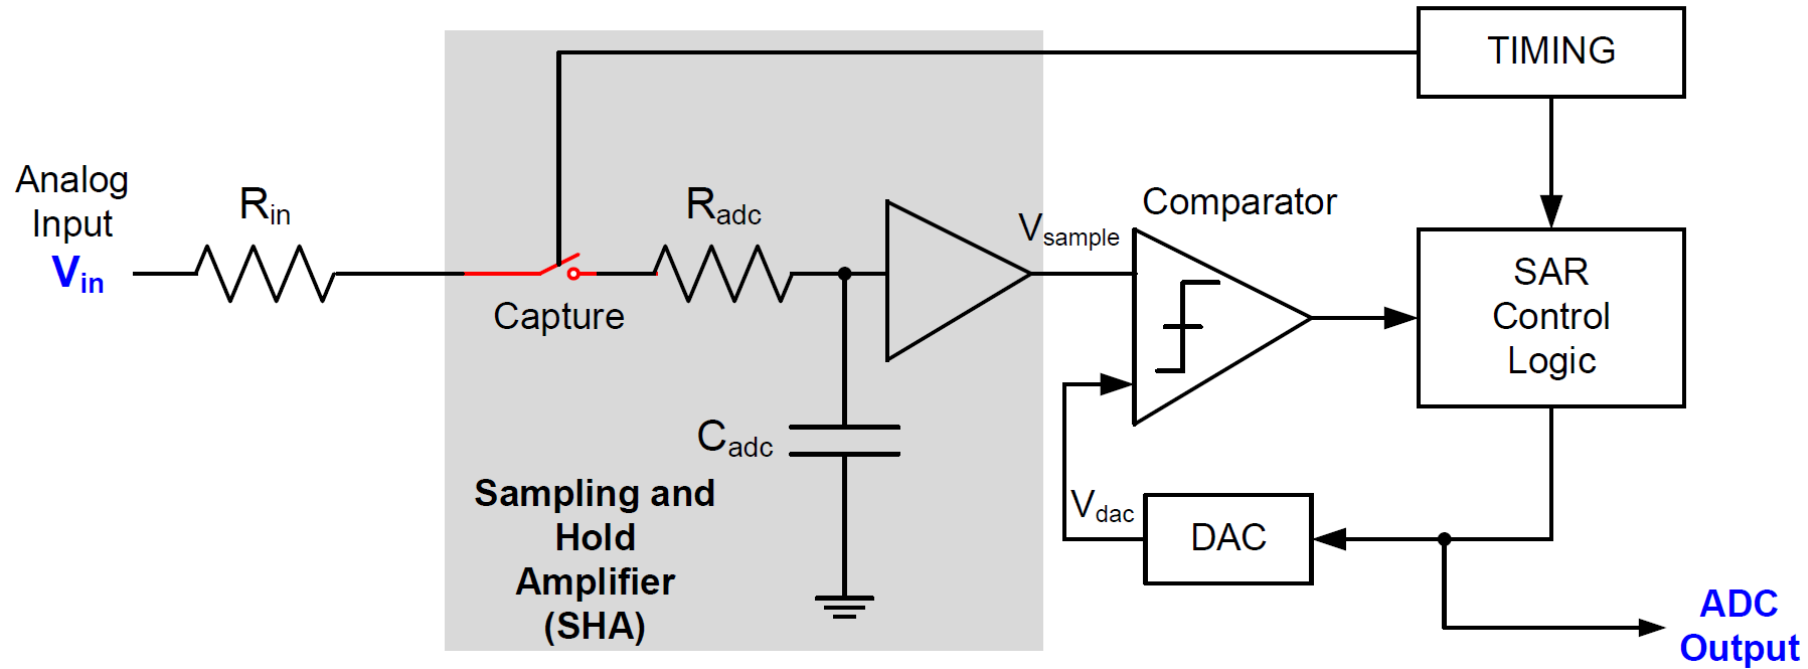 TIMING
Analog
Input
Vin
Rin
Capture
Radc
Cadc
Sampling and
Hold
Amplifier
(SHA)
Vsample
Comparator
SAR
Control
Logic
Vdac
DAC
ADC
Output